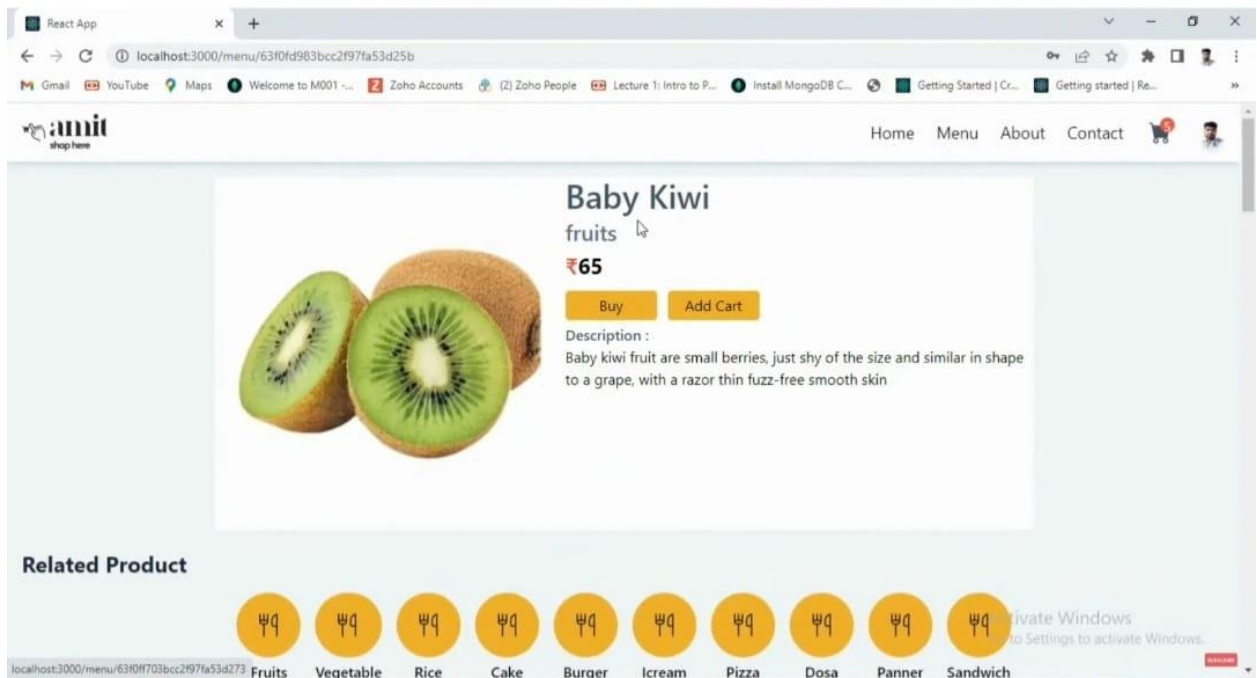 React App
localhost:3000/menu/63f0fd983bcc2f97fa53d25b
Gmail YouTube Maps Welcome to M001 -... Zoho Accounts (2) Zoho People Lecture 1: Intro to P... Install MongoDB C... Getting Started | Cr... Getting started | Re...
amit
shop here
Home Menu About Contact 5
Baby Kiwi
fruits
₹65
Buy Add Cart
Description :
Baby kiwi fruit are small berries, just shy of the size and similar in shape
to a grape, with a razor thin fuzz-free smooth skin
Related Product
Fruits Vegetable Rice Cake Burger Icream Pizza Dosa Panner Sandwich
tivate Windows
to Settings to activate Windows.
localhost:3000/menu/63f0ff703bcc2f97fa53d273
SUBSCRIBE